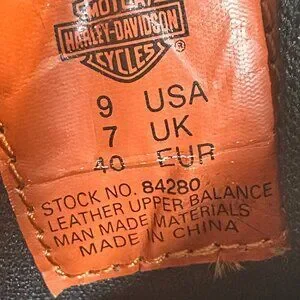 MOTOR
HARLEY-DAVIDSON
CYCLES
®
9 USA
7 UK
40 EUR
STOCK NO. 84280
LEATHER UPPER BALANCE
MAN MADE MATERIALS
MADE IN CHINA